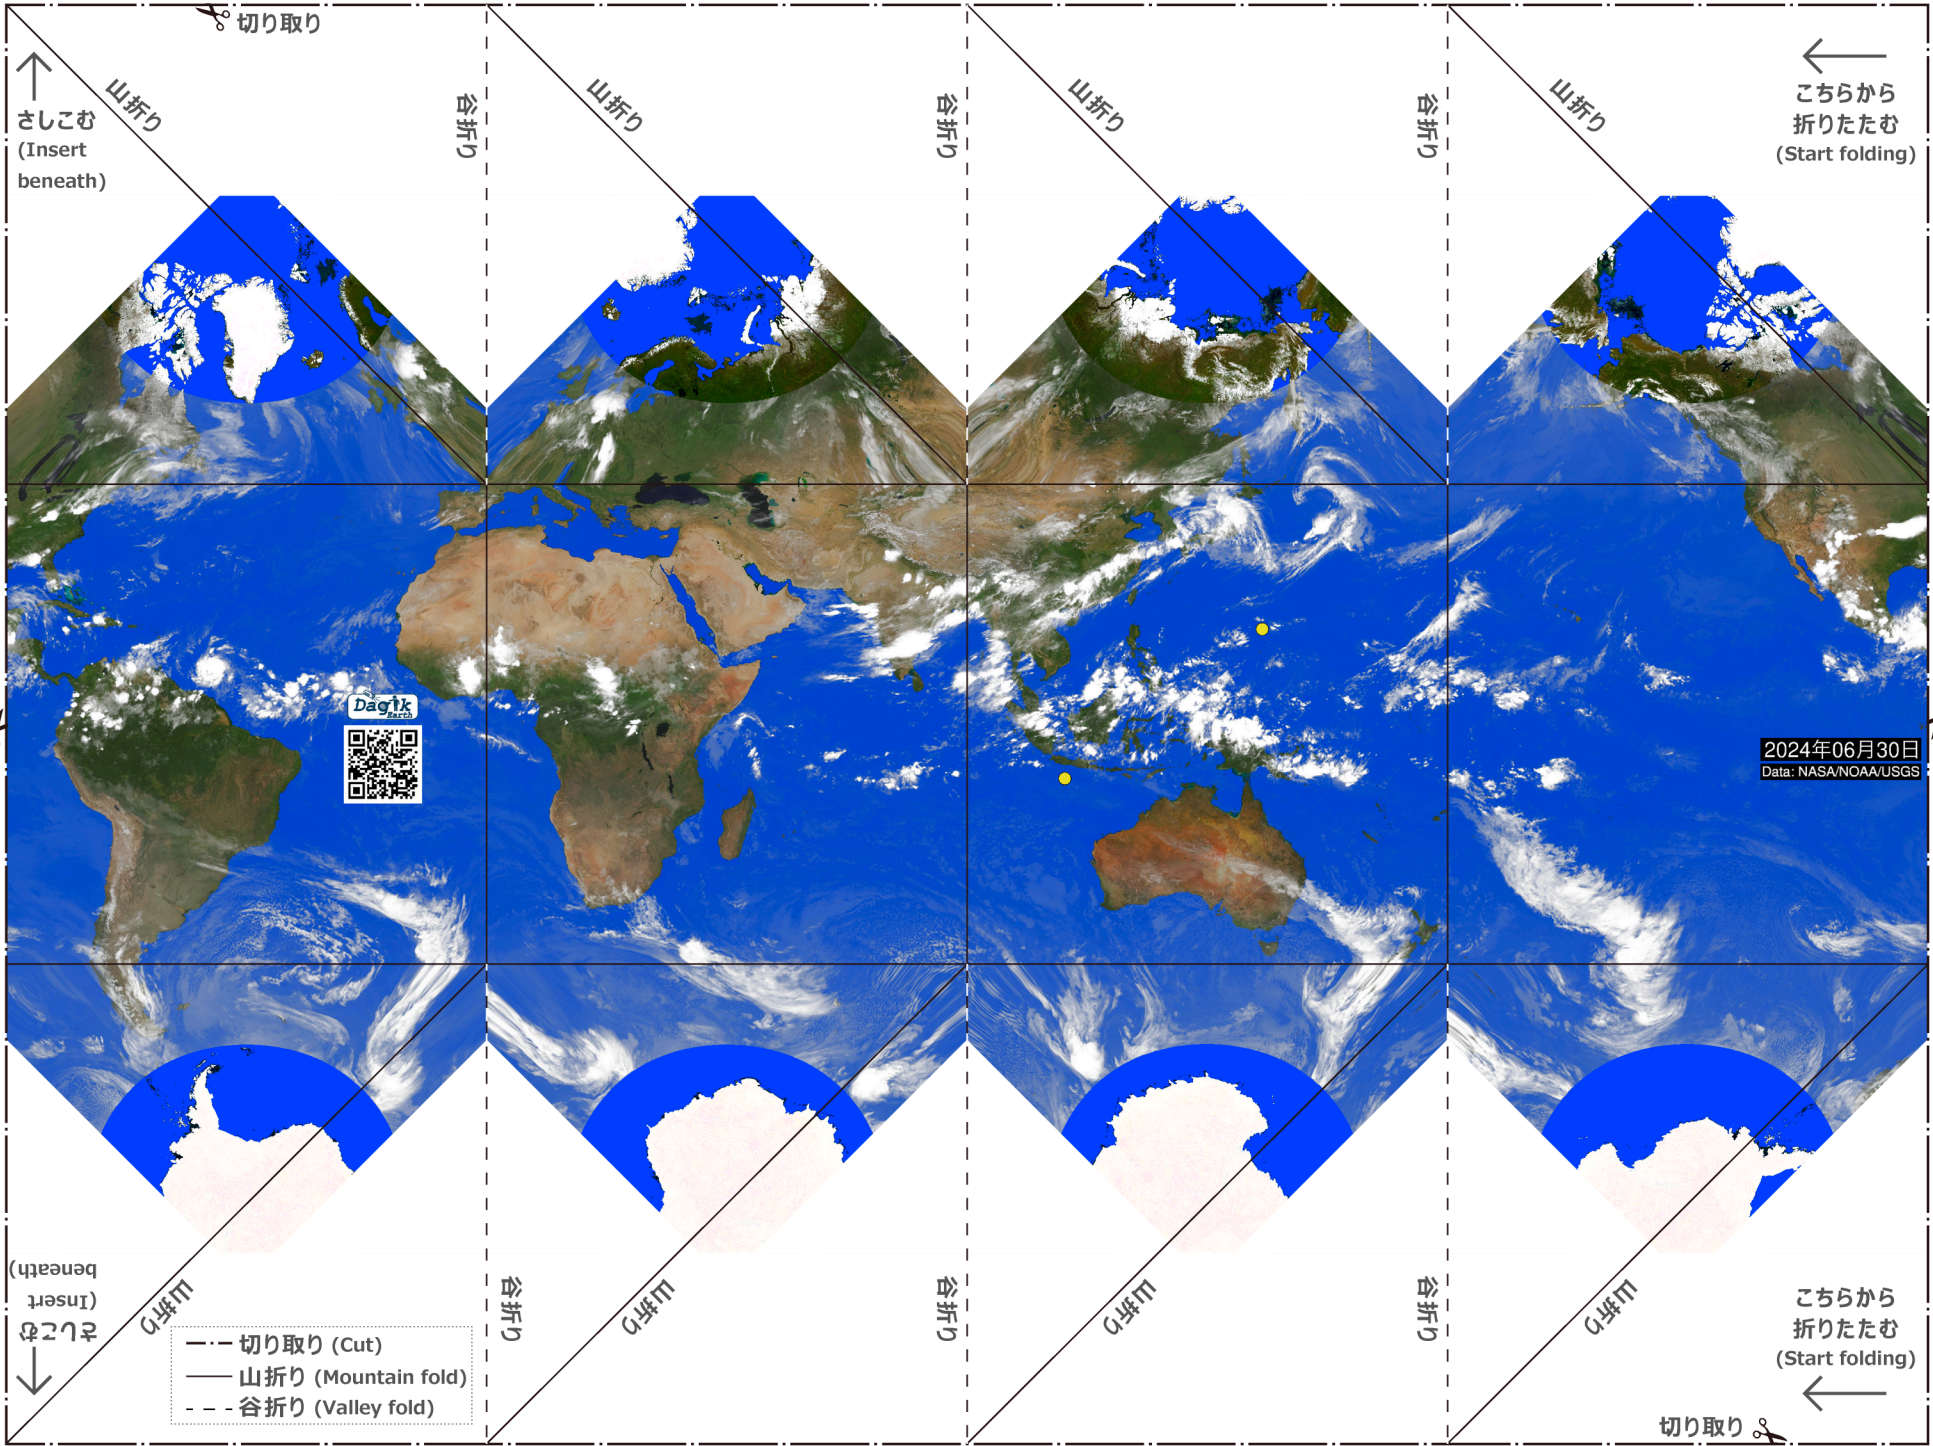 切り取り
山折り
谷折り
山折り
谷折り
山折り
谷折り
山折り
さしこむ
(Insert
beneath)
こちらから
折りたたむ
(Start folding)
Dagik
Earth
2024年06月30日
Data: NASA/NOAA/USGS
さしこむ
(Insert
beneath)
山折り
谷折り
山折り
谷折り
山折り
谷折り
山折り
こちらから
折りたたむ
(Start folding)
切り取り (Cut)
山折り (Mountain fold)
谷折り (Valley fold)
切り取り